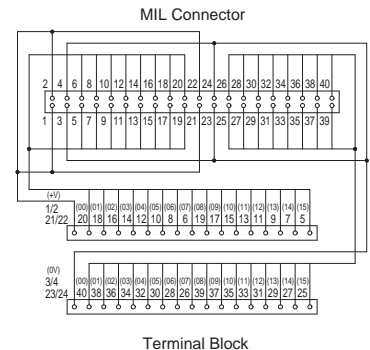 MIL Connector
2 4 6 8 10 12 14 16 18 20 22 24 26 28 30 32 34 36 38 40
1 3 5 7 9 11 13 15 17 19 21 23 25 27 29 31 33 35 37 39
(+V)
1/2 (00) (01) (02) (03) (04) (05) (06) (07) (08) (09) (10) (11) (12) (13) (14) (15)
21/22 20 18 16 14 12 10 8 6 19 17 15 13 11 9 7 5
(0V)
3/4 (00) (01) (02) (03) (04) (05) (06) (07) (08) (09) (10) (11) (12) (13) (14) (15)
23/24 40 38 36 34 32 30 28 26 39 37 35 33 31 29 27 25
Terminal Block